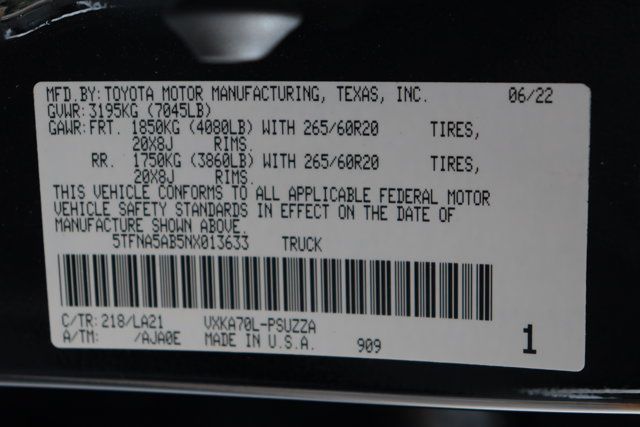 MFD.BY: TOYOTA MOTOR MANUFACTURING, TEXAS, INC. 06/22
GVWR: 3195KG (7045LB)
GAWR: FRT. 1850KG (4080LB) WITH 265/60R20 TIRES,
20X8J RIMS.
RR. 1750KG (3860LB) WITH 265/60R20 TIRES,
20X8J RIMS.
THIS VEHICLE CONFORMS TO ALL APPLICABLE FEDERAL MOTOR
VEHICLE SAFETY STANDARDS IN EFFECT ON THE DATE OF
MANUFACTURE SHOWN ABOVE.
5TFNA5AB5NX013633 TRUCK
C/TR: 218/LA21 VXKA70L-PSUZZA
A/TM: /AJA0E MADE IN U.S.A. 909 1